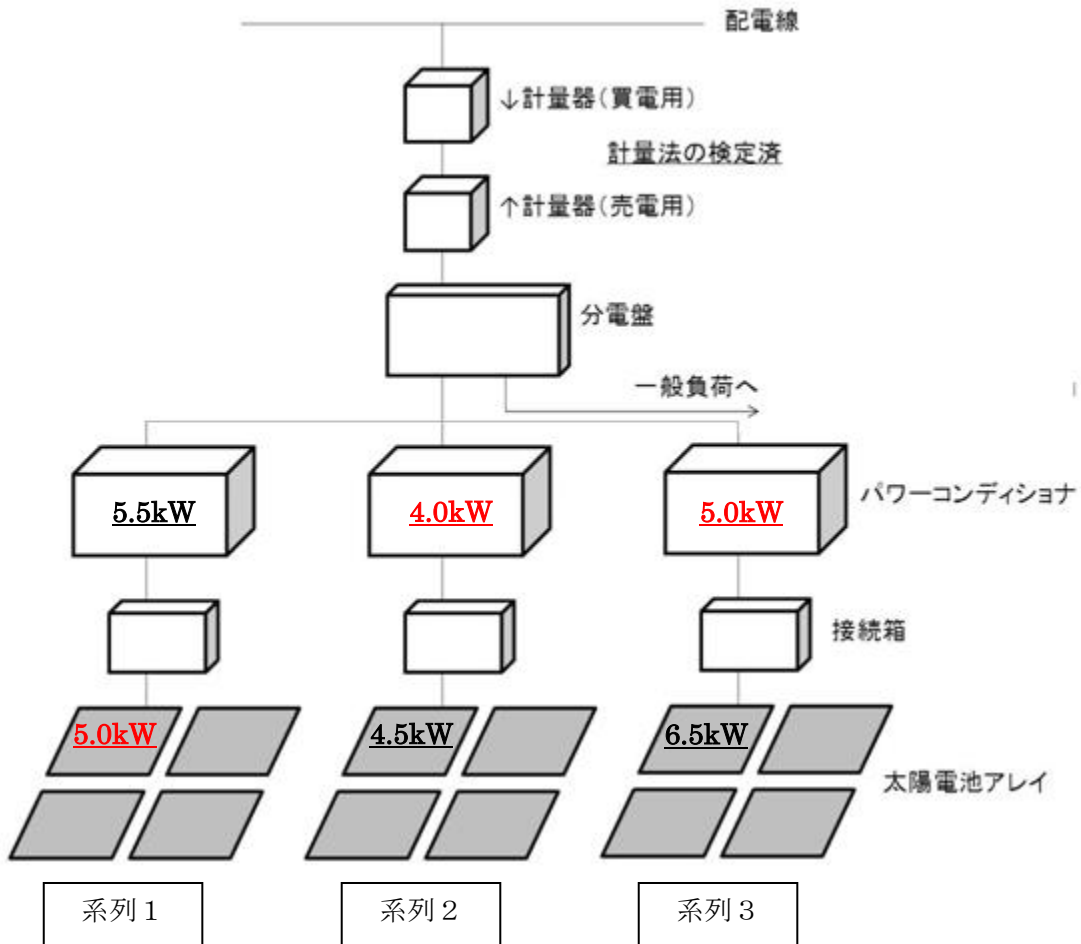 配電線
↓計量器(買電用)
計量法の検定済
↑計量器(売電用)
分電盤
一般負荷へ
5.5kW
4.0kW
5.0kW
パワーコンディショナ
接続箱
5.0kW
4.5kW
6.5kW
太陽電池アレイ
系列1
系列2
系列3